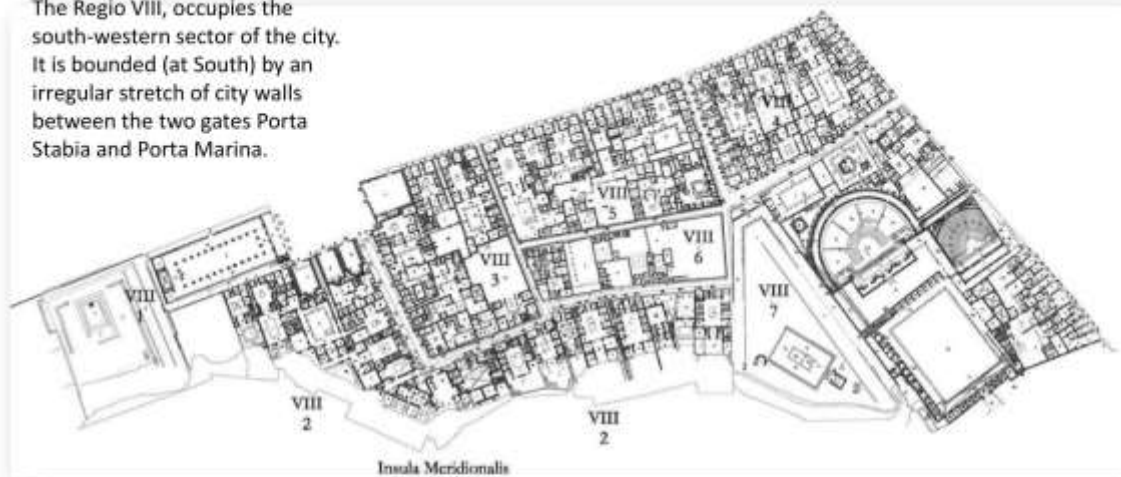 The Regio VIII, occupies the
south-western sector of the city.
It is bounded (at South) by an
irregular stretch of city walls
between the two gates Porta
Stabia and Porta Marina.
VIII
4
VIII
5
VIII
6
VIII
3
VIII
VIII
7
VIII
2
VIII
2
Insula Meridionalis